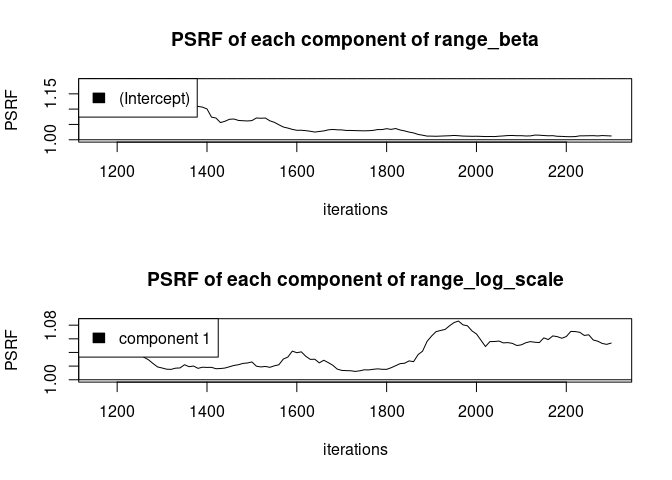 PSRF of each component of range_beta
PSRF
1.15
1.00
(Intercept)
1200 1400 1600 1800 2000 2200
iterations
PSRF of each component of range_log_scale
PSRF
1.08
1.00
component 1
1200 1400 1600 1800 2000 2200
iterations